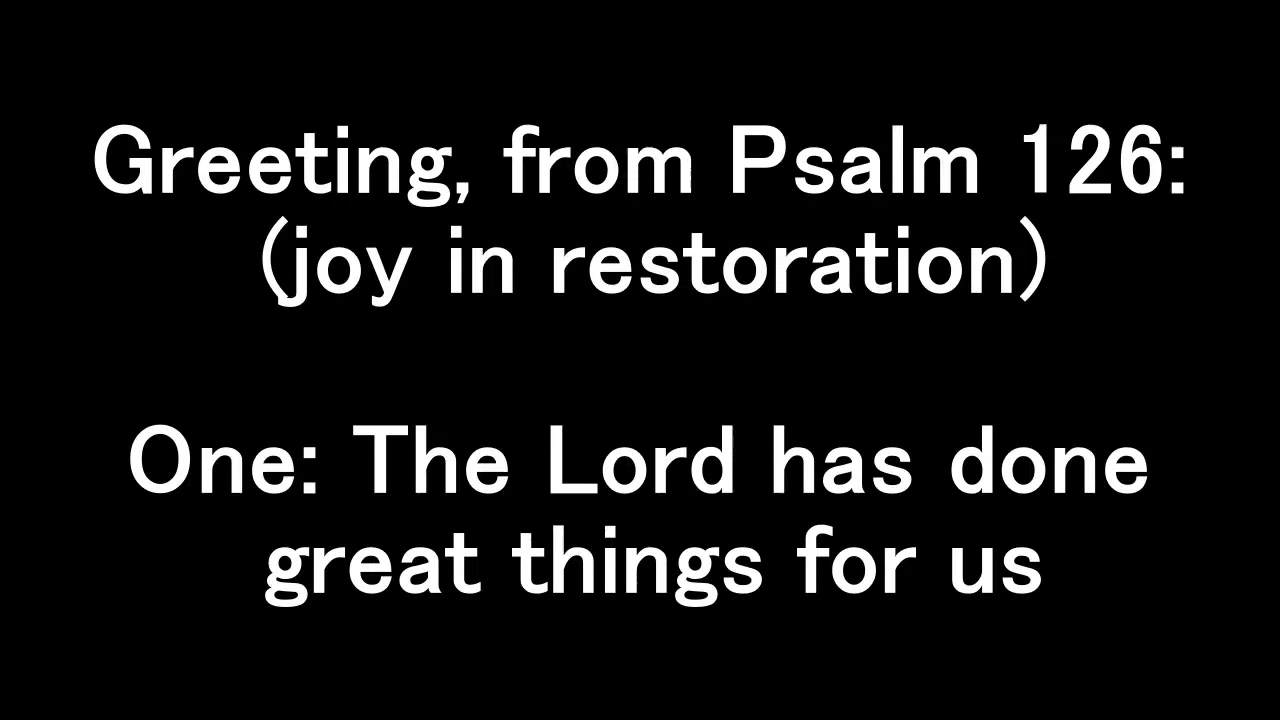 Greeting, from Psalm 126:
(joy in restoration)
One: The Lord has done
great things for us